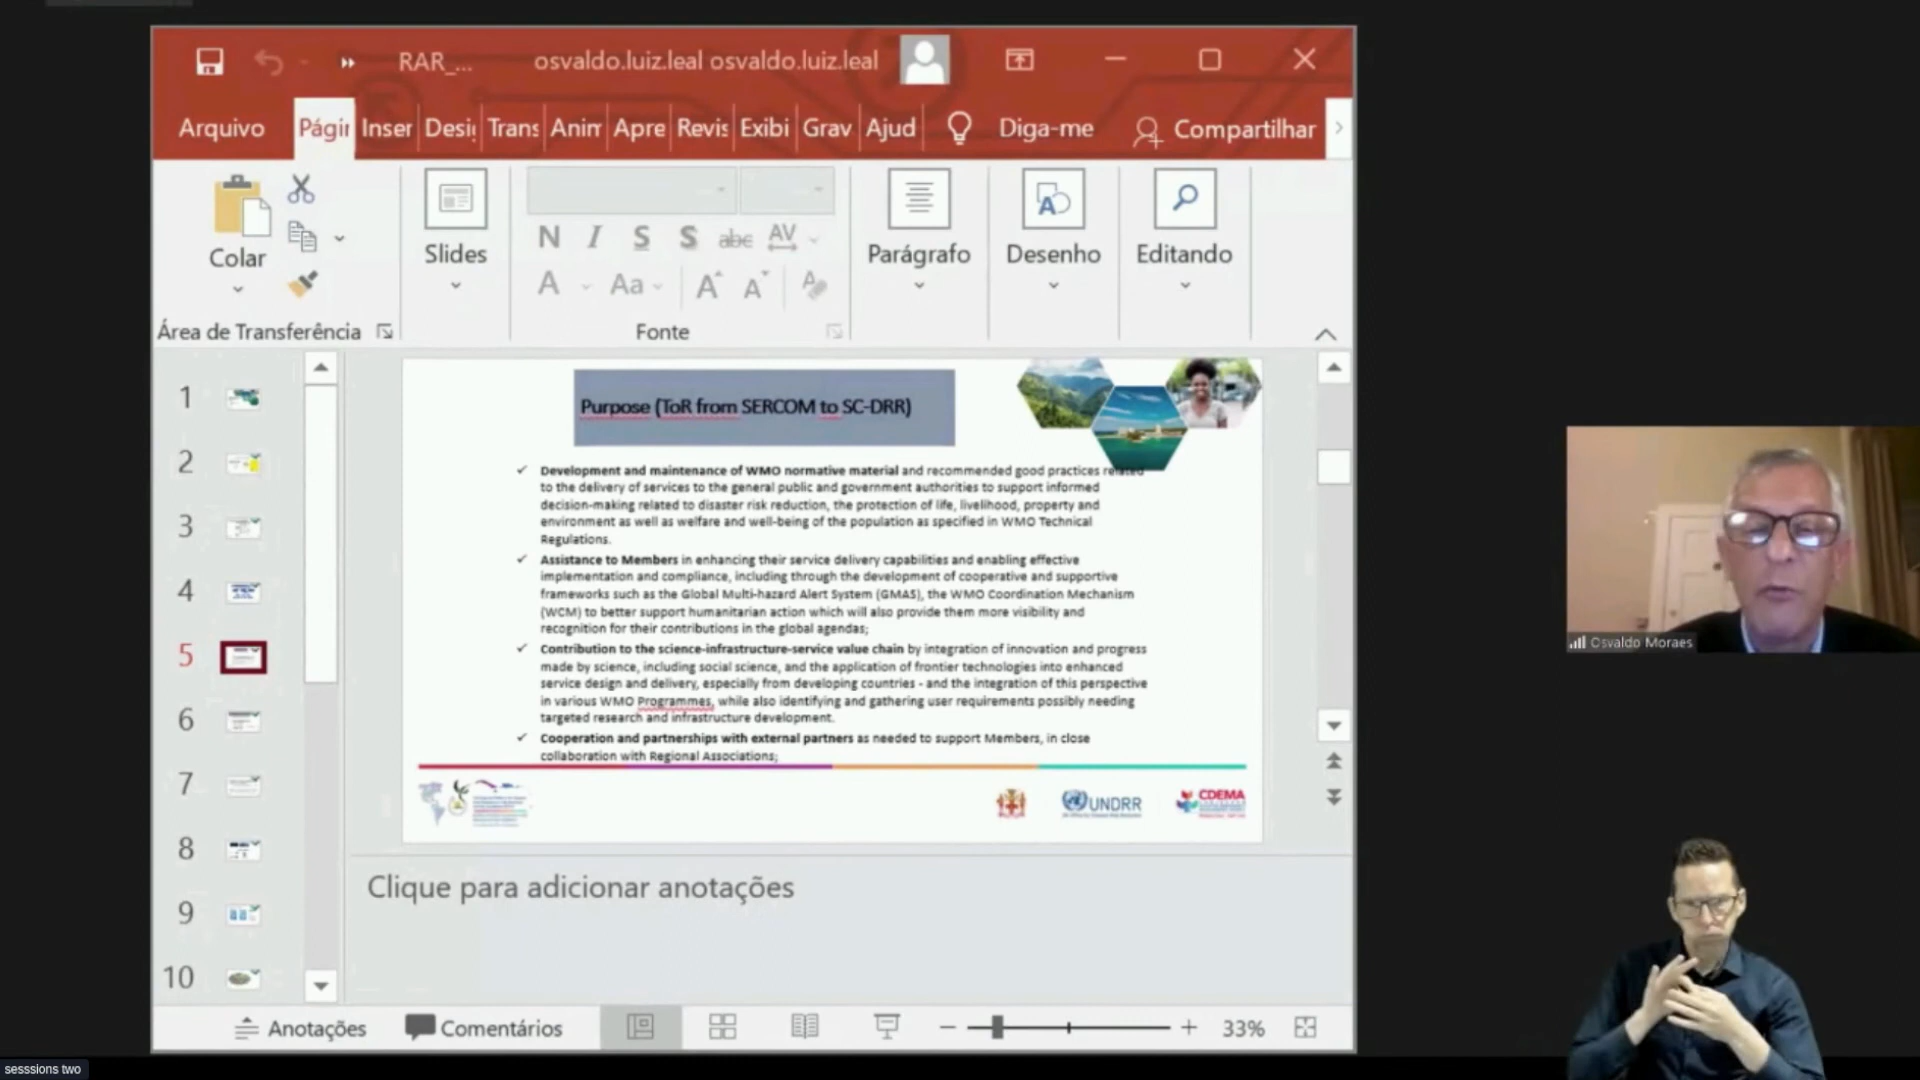 RAR_...
osvaldo.luiz.leal osvaldo.luiz.leal
Arquivo
Págir
Inser
Desig
Trans
Anim
Apre
Revis
Exibi
Grav
Ajud
Diga-me
Compartilhar
Colar
Slides
N I S S abc AV
A Aa A A A
Parágrafo
Desenho
Editando
Área de Transferência
Fonte
1
2
3
4
5
6
7
8
9
10
Purpose (ToR from SERCOM to SC-DRR)
✓ Development and maintenance of WMO normative material and recommended good practices related
to the delivery of services to the general public and government authorities to support informed
decision-making related to disaster risk reduction, the protection of life, livelihood, property and
environment as well as welfare and well-being of the population as specified in WMO Technical
Regulations.
✓ Assistance to Members in enhancing their service delivery capabilities and enabling effective
implementation and compliance, including through the development of cooperative and supportive
frameworks such as the Global Multi-hazard Alert System (GMAS), the WMO Coordination Mechanism
(WCM) to better support humanitarian action which will also provide them more visibility and
recognition for their contributions in the global agendas;
✓ Contribution to the science-infrastructure-service value chain by integration of innovation and progress
made by science, including social science, and the application of frontier technologies into enhanced
service design and delivery, especially from developing countries - and the integration of this perspective
in various WMO Programmes, while also identifying and gathering user requirements possibly needing
targeted research and infrastructure development.
✓ Cooperation and partnerships with external partners as needed to support Members, in close
collaboration with Regional Associations;
UNDRR
CDEMA
Clique para adicionar anotações
Anotações
Comentários
33%
Osvaldo Moraes
sesssions two